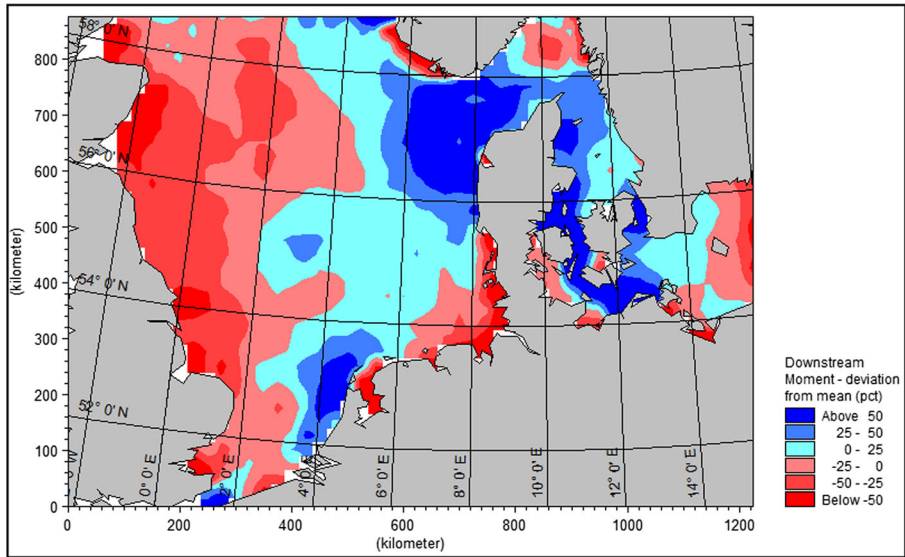 58° 0' N
56° 0' N
54° 0' N
52° 0' N
W
0° 0' E
2° 0' E
4° 0' E
6° 0' E
8° 0' E
10° 0' E
12° 0' E
14° 0' E
(kilometer)
800
700
600
500
400
300
200
100
0
0
200
400
600
800
1000
1200
(kilometer)
Downstream
Moment - deviation
from mean (pct)
Above 50
25 - 50
0 - 25
-25 - 0
-50 - -25
Below -50